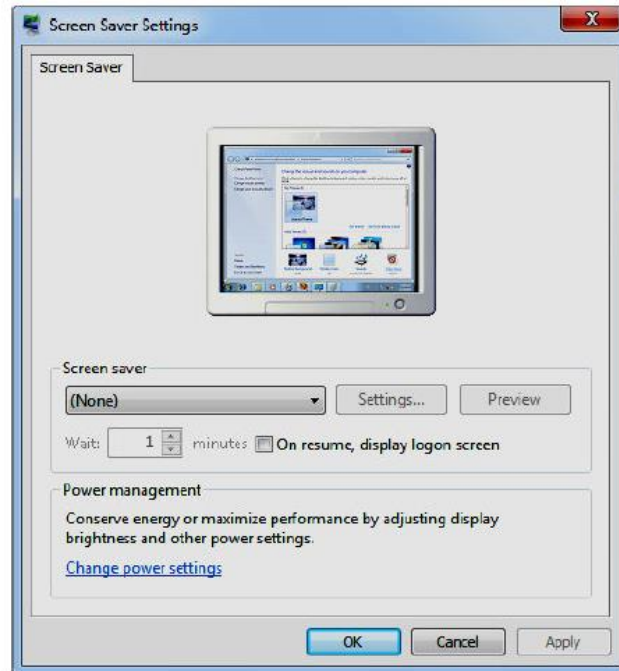 Screen Saver Settings
Screen Saver
Screen saver
(None)
Settings...
Preview
Wait: 1 minutes On resume, display logon screen
Power management
Conserve energy or maximize performance by adjusting display
brightness and other power settings.
Change power settings
OK
Cancel
Apply